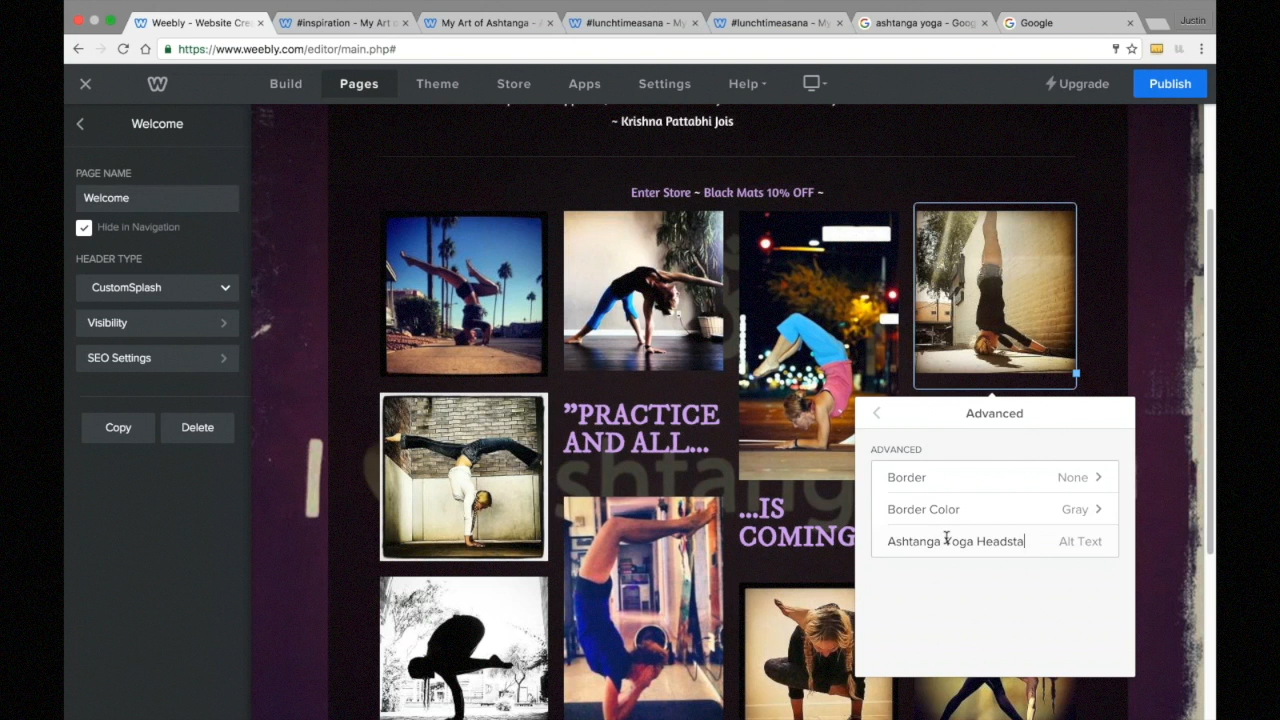 Weebly - Website Crea
#inspiration - My Art o
My Art of Ashtanga - A
#lunchtimeasana - My
#lunchtimeasana - My
ashtanga yoga - Goog
Google
Justin
https://www.weebly.com/editor/main.php#
Build
Pages
Theme
Store
Apps
Settings
Help
Upgrade
Publish
Welcome
PAGE NAME
Welcome
Hide In Navigation
HEADER TYPE
CustomSplash
Visibility
SEO Settings
Copy
Delete
~ Krishna Pattabhi Jois
Enter Store ~ Black Mats 10% OFF ~
”PRACTICE
AND ALL...
...IS
COMING
Advanced
ADVANCED
Border
None
Border Color
Gray
Ashtanga Yoga Headsta
Alt Text